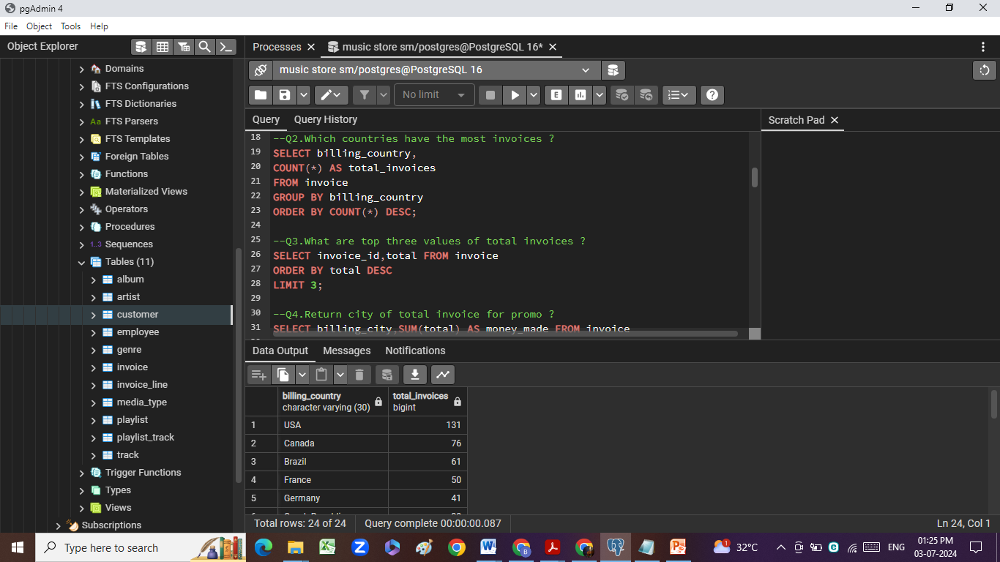 pgAdmin 4
File Object Tools Help
Object Explorer
Processes
music store sm/postgres@PostgreSQL 16*
music store sm/postgres@PostgreSQL 16
No limit
E
Query
Query History
Scratch Pad
Domains
FTS Configurations
FTS Dictionaries
Aa FTS Parsers
FTS Templates
Foreign Tables
Functions
Materialized Views
Operators
Procedures
1..3 Sequences
Tables (11)
album
artist
customer
employee
genre
invoice
invoice_line
media_type
playlist
playlist_track
track
Trigger Functions
Types
Views
Subscriptions
18 --Q2.Which countries have the most invoices ?
19 SELECT billing_country,
20 COUNT(*) AS total_invoices
21 FROM invoice
22 GROUP BY billing_country
23 ORDER BY COUNT(*) DESC;
24
25 --Q3.What are top three values of total invoices ?
26 SELECT invoice_id,total FROM invoice
27 ORDER BY total DESC
28 LIMIT 3;
29
30 --Q4.Return city of total invoice for promo ?
31 SELECT billing_city,SUM(total) AS money_made FROM invoice
Data Output
Messages
Notifications
billing_country
character varying (30)
total_invoices
bigint
1 USA 131
2 Canada 76
3 Brazil 61
4 France 50
5 Germany 41
Total rows: 24 of 24
Query complete 00:00:00.087
Ln 24, Col 1
Type here to search
32°C
ENG
01:25 PM
03-07-2024